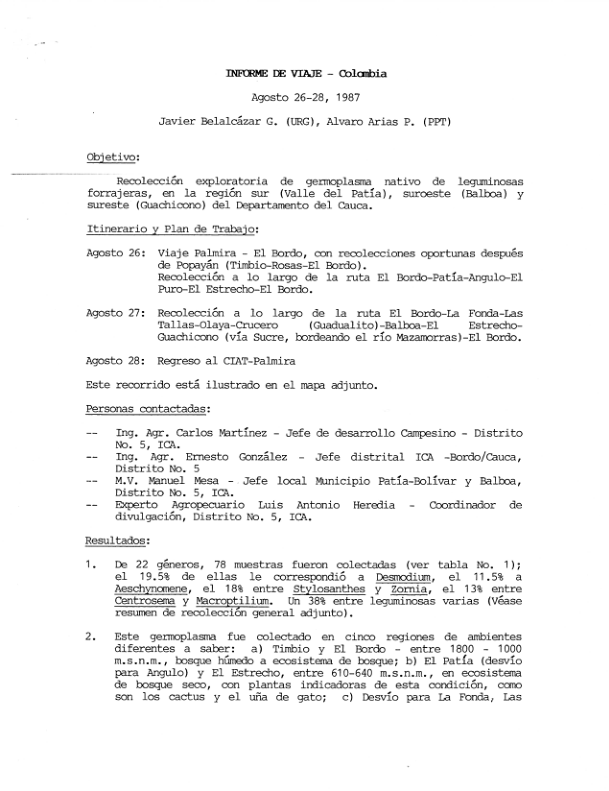 INFORME DE VIAJE - Colombia
Agosto 26-28, 1987
Javier Belalcázar G. (URG), Alvaro Arias P. (PPT)
Objetivo:
Recolección exploratoria de germoplasma nativo de leguminosas
forrajeras, en la región sur (Valle del Patía), suroeste (Balboa) y
sureste (Guachicono) del Departamento del Cauca.
Itinerario y Plan de Trabajo:
Agosto 26: Viaje Palmira - El Bordo, con recolecciones oportunas después
de Popayán (Timbio-Rosas-El Bordo).
Recolección a lo largo de la ruta El Bordo-Patía-Angulo-El
Puro-El Estrecho-El Bordo.
Agosto 27: Recolección a lo largo de la ruta El Bordo-La Fonda-Las
Tallas-Olaya-Crucero (Guadualito)-Balboa-El Estrecho-
Guachicono (vía Sucre, bordeando el río Mazamorras)-El Bordo.
Agosto 28: Regreso al CIAT-Palmira
Este recorrido está ilustrado en el mapa adjunto.
Personas contactadas:
-- Ing. Agr. Carlos Martínez - Jefe de desarrollo Campesino - Distrito
No. 5, ICA.
-- Ing. Agr. Ernesto González - Jefe distrital ICA -Bordo/Cauca,
Distrito No. 5
-- M.V. Manuel Mesa - Jefe local Municipio Patía-Bolívar y Balboa,
Distrito No. 5, ICA.
-- Experto Agropecuario Luis Antonio Heredia - Coordinador de
divulgación, Distrito No. 5, ICA.
Resultados:
1. De 22 géneros, 78 muestras fueron colectadas (ver tabla No. 1);
el 19.5% de ellas le correspondió a Desmodium, el 11.5% a
Aeschynomene, el 18% entre Stylosanthes y Zornia, el 13% entre
Centrosema y Macroptilium. Un 38% entre leguminosas varias (Véase
resumen de recolección general adjunto).
2. Este germoplasma fue colectado en cinco regiones de ambientes
diferentes a saber: a) Timbio y El Bordo - entre 1800 - 1000
m.s.n.m., bosque húmedo a ecosistema de bosque; b) El Patía (desvío
para Angulo) y El Estrecho, entre 610-640 m.s.n.m., en ecosistema
de bosque seco, con plantas indicadoras de esta condición, como
son los cactus y el uña de gato; c) Desvío para La Fonda, Las